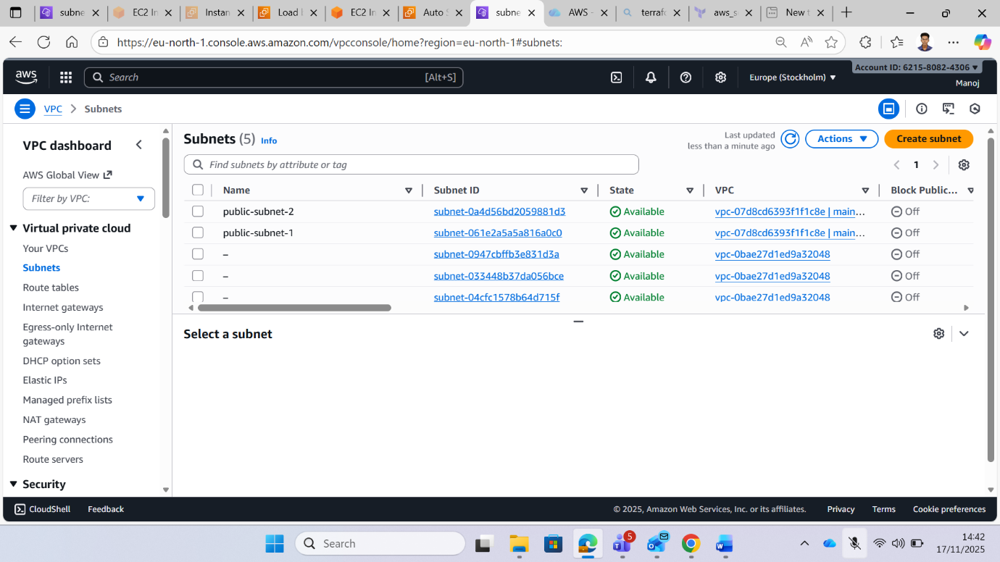 subne
EC2 In
Instan
Load
EC2 In
Auto S
subne
AWS -
terraf
aws_s
New t
https://eu-north-1.console.aws.amazon.com/vpcconsole/home?region=eu-north-1#subnets:
aws
Search
[Alt+S]
Europe (Stockholm)
Account ID: 6215-8082-4306
Manoj
VPC
Subnets
VPC dashboard
AWS Global View
Filter by VPC:
Virtual private cloud
Your VPCs
Subnets
Route tables
Internet gateways
Egress-only Internet
gateways
DHCP option sets
Elastic IPs
Managed prefix lists
NAT gateways
Peering connections
Route servers
Security
Subnets (5) Info
Last updated
less than a minute ago
Actions
Create subnet
Find subnets by attribute or tag
1
Name Subnet ID State VPC Block Public...
public-subnet-2 subnet-0a4d56bd2059881d3 Available vpc-07d8cd6393f1f1c8e | main... Off
public-subnet-1 subnet-061e2a5a5a816a0c0 Available vpc-07d8cd6393f1f1c8e | main... Off
– subnet-0947cbffb3e831d3a Available vpc-0bae27d1ed9a32048 Off
– subnet-033448b37da056bce Available vpc-0bae27d1ed9a32048 Off
– subnet-04cfc1578b64d715f Available vpc-0bae27d1ed9a32048 Off
Select a subnet
CloudShell Feedback © 2025, Amazon Web Services, Inc. or its affiliates. Privacy Terms Cookie preferences
Search
5
14:42
17/11/2025